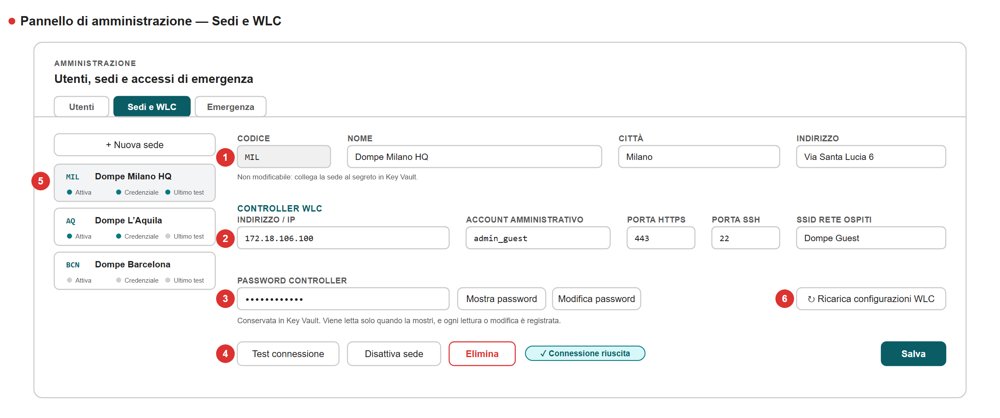 Pannello di amministrazione — Sedi e WLC
AMMINISTRAZIONE
Utenti, sedi e accessi di emergenza
Utenti
Sedi e WLC
Emergenza
+ Nuova sede
5
MIL Dompe Milano HQ
Attiva Credenziale Ultimo test
AQ Dompe L’Aquila
Attiva Credenziale Ultimo test
BCN Dompe Barcelona
Attiva Credenziale Ultimo test
CODICE NOME CITTÀ INDIRIZZO
1 MIL Dompe Milano HQ Milano Via Santa Lucia 6
Non modificabile: collega la sede al segreto in Key Vault.
CONTROLLER WLC
INDIRIZZO / IP ACCOUNT AMMINISTRATIVO PORTA HTTPS PORTA SSH SSID RETE OSPITI
2 172.18.106.100 admin_guest 443 22 Dompe Guest
PASSWORD CONTROLLER
3 •••••••••••• Mostra password Modifica password 6 ↻ Ricarica configurazioni WLC
Conservata in Key Vault. Viene letta solo quando la mostri, e ogni lettura o modifica è registrata.
4 Test connessione Disattiva sede Elimina ✓ Connessione riuscita Salva